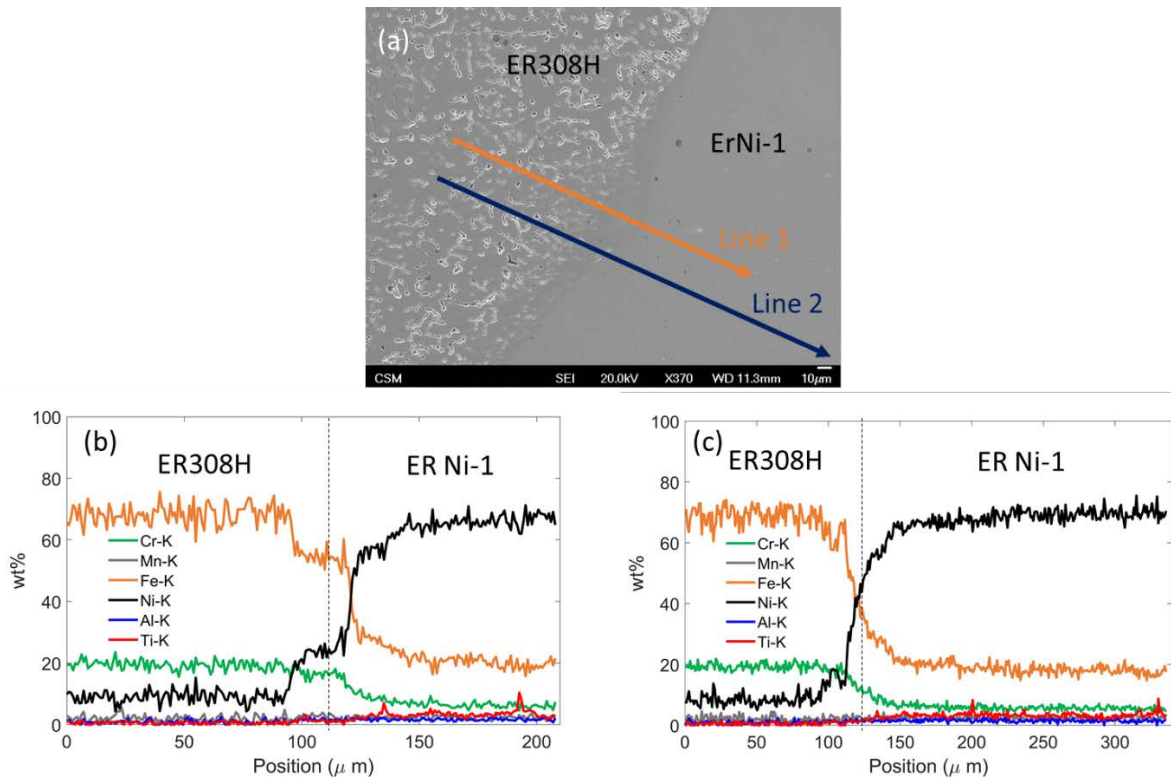 (a)
ER308H
ErNi-1
Line 1
Line 2
CSM SEI 20.0kV X370 WD 11.3mm 10μm
(b)
ER308H
ER Ni-1
wt%
100
80
60
40
20
0
Cr-K
Mn-K
Fe-K
Ni-K
Al-K
Ti-K
0 50 100 150 200
Position (μ m)
(c)
ER308H
ER Ni-1
wt%
100
80
60
40
20
0
Cr-K
Mn-K
Fe-K
Ni-K
Al-K
Ti-K
0 50 100 150 200 250 300
Position (μ m)